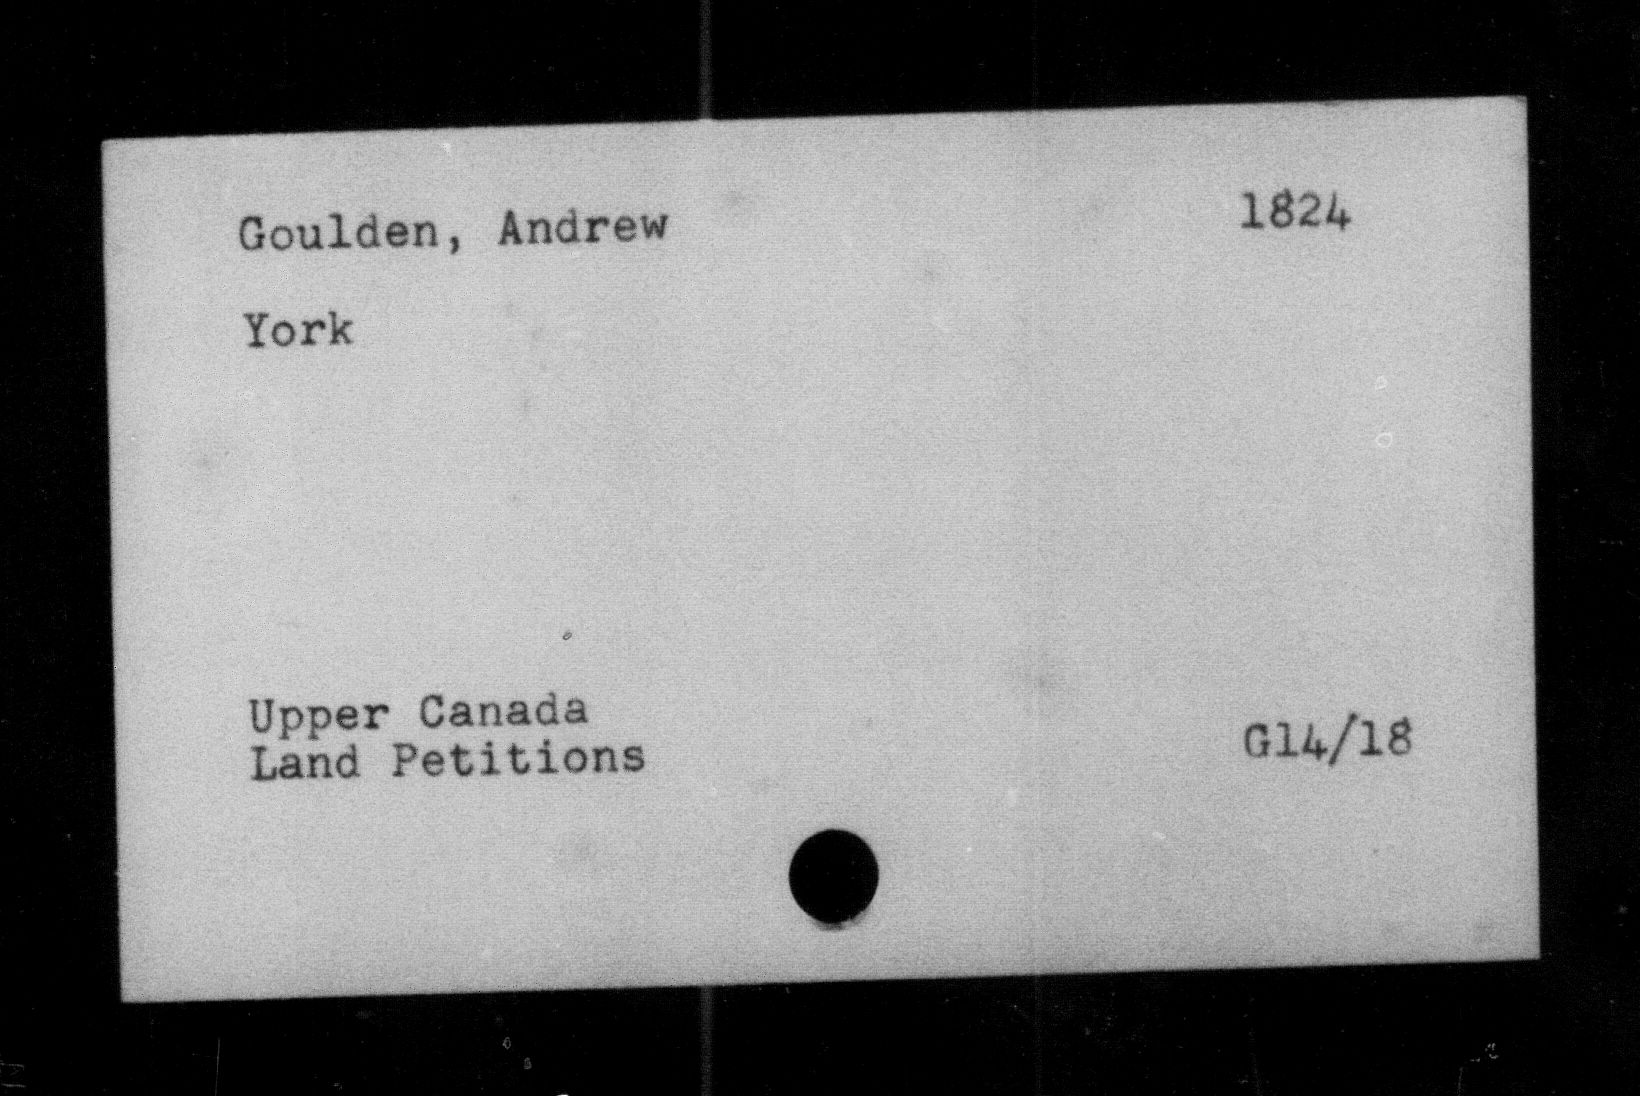 Goulden, Andrew 1824
York
Upper Canada
Land Petitions G14/18